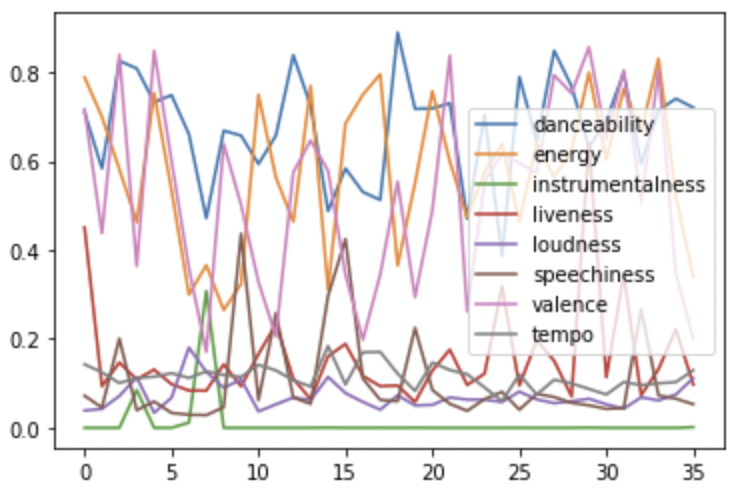 0.8
0.6
0.4
0.2
0.0
danceability
energy
instrumentalness
liveness
loudness
speechiness
valence
tempo
0 5 10 15 20 25 30 35